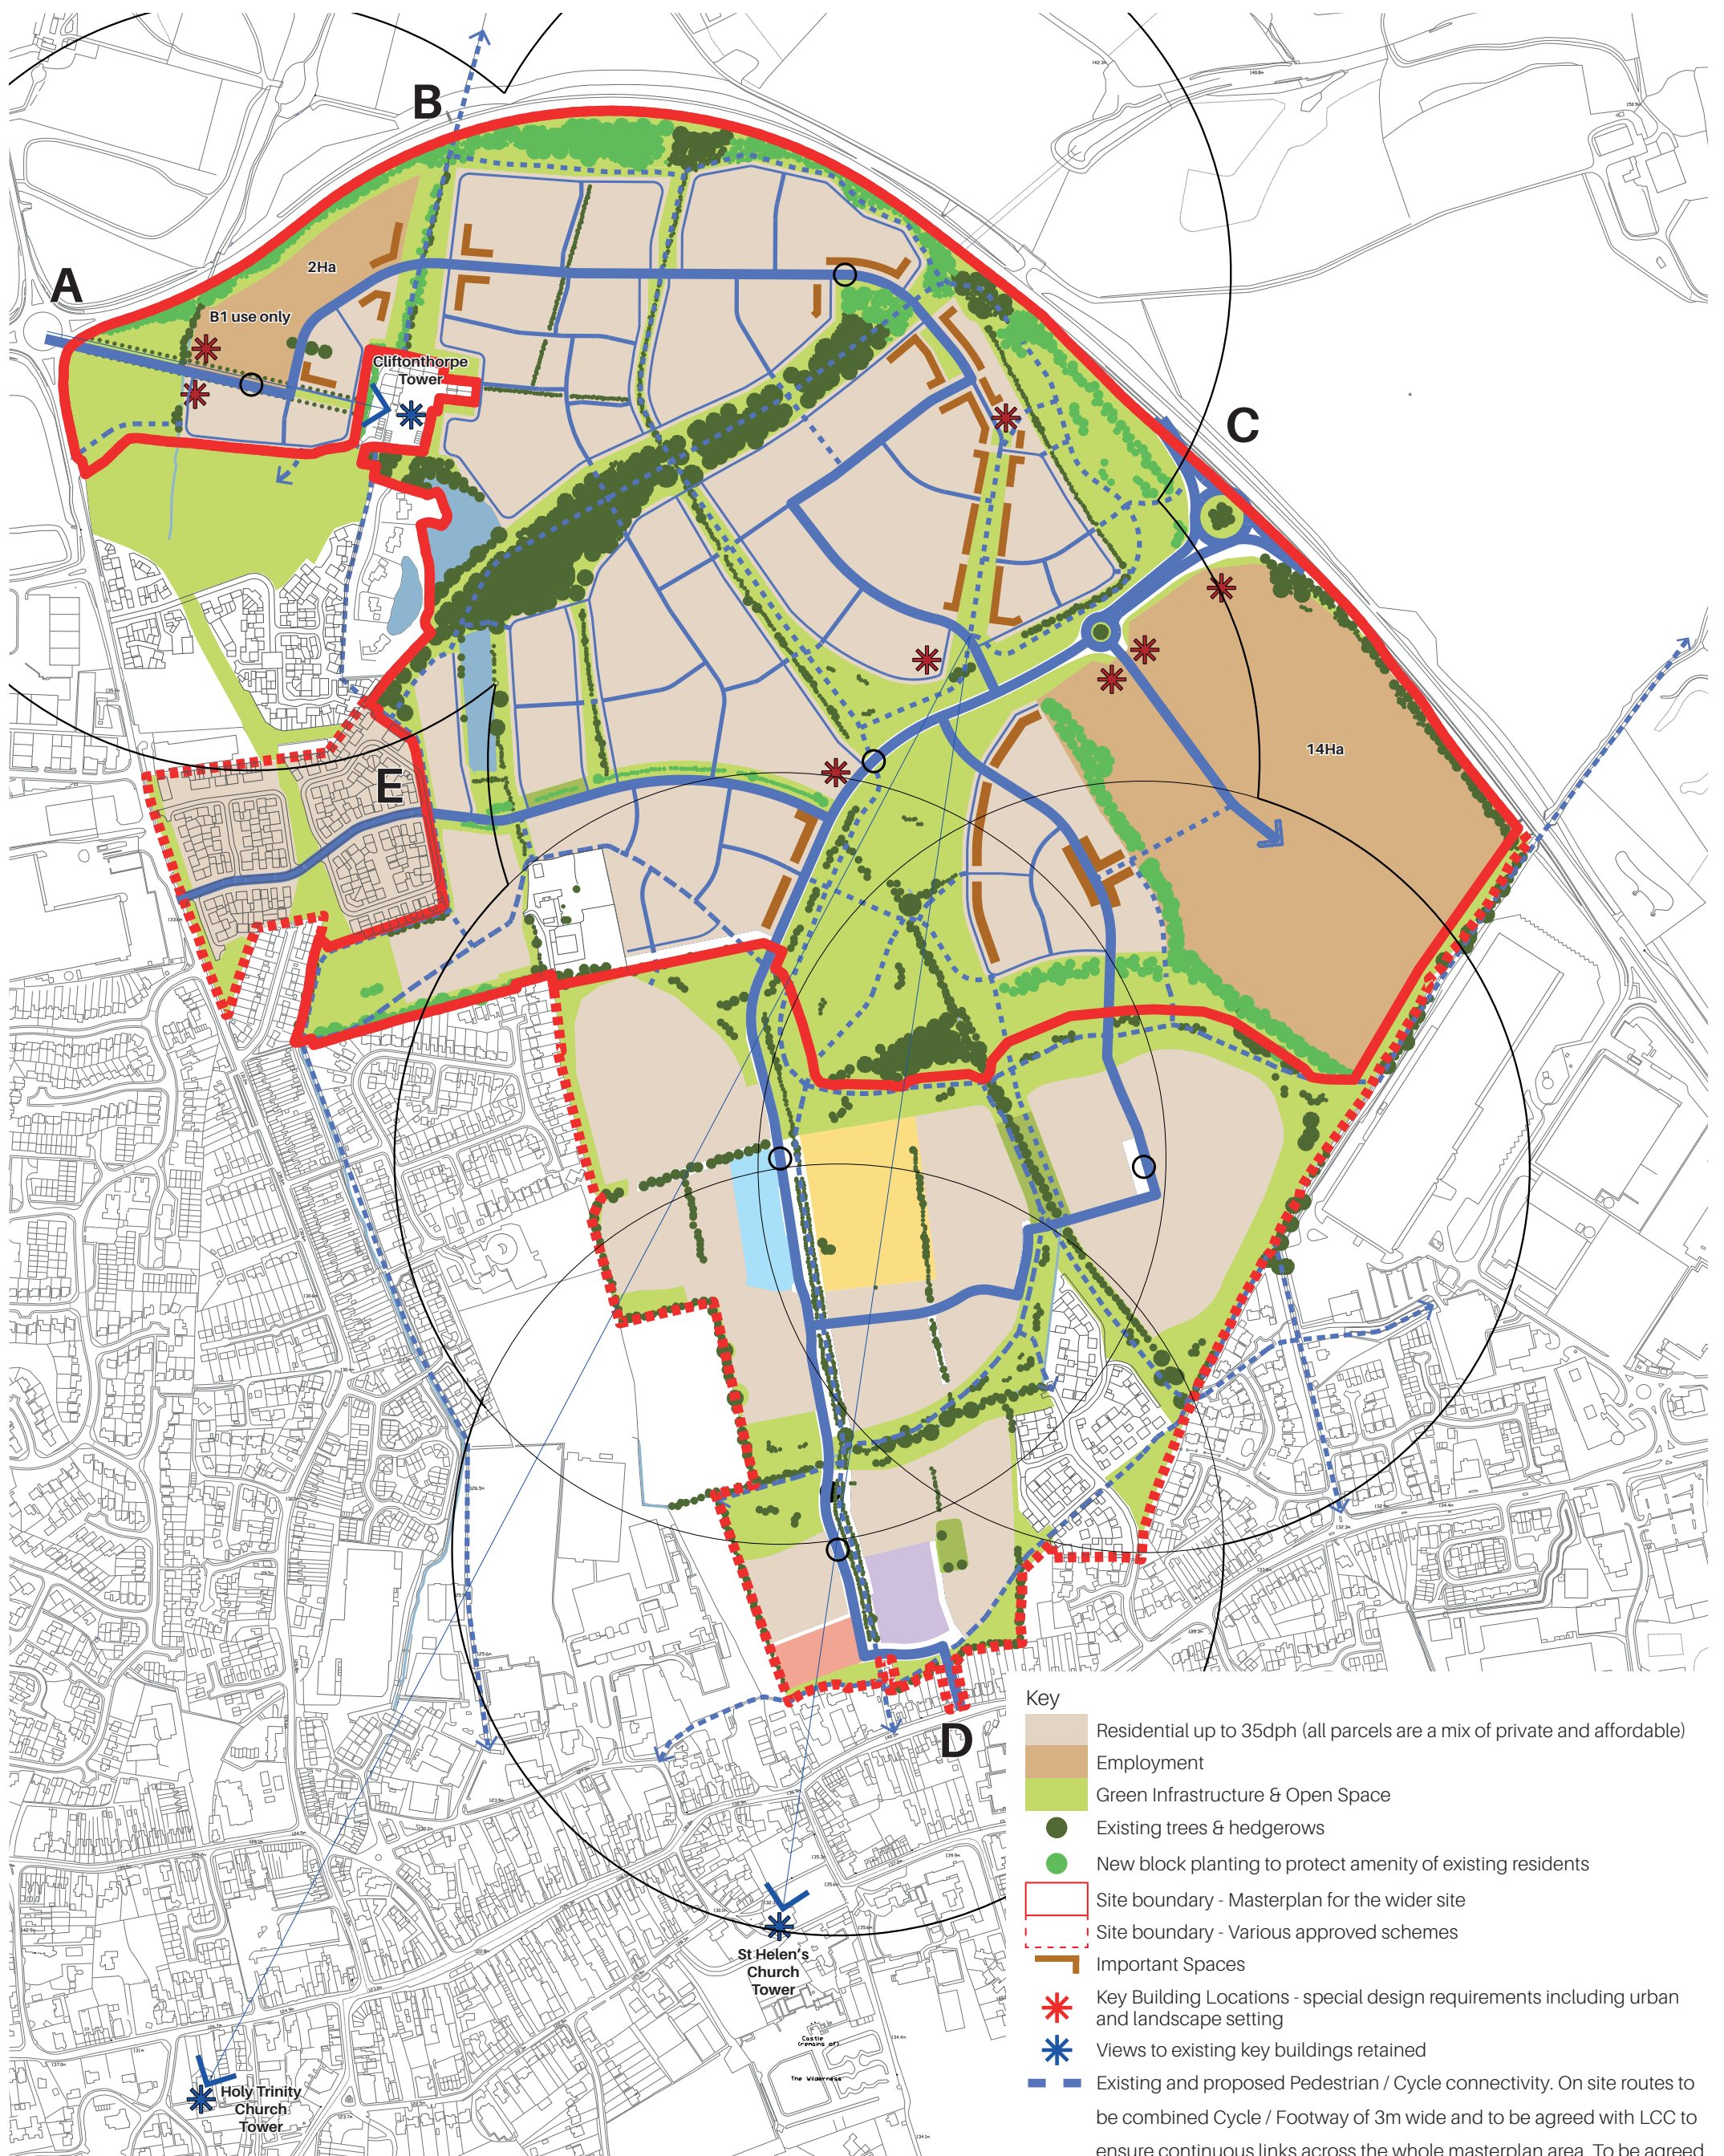 B
A
2Ha
B1 use only
Cliftonthorpe
Tower
C
14Ha
E
D
St Helen's
Church
Tower
Castle
(remains of)
The Wilderness
Holy Trinity
Church
Tower
Key
Residential up to 35dph (all parcels are a mix of private and affordable)
Employment
Green Infrastructure & Open Space
Existing trees & hedgerows
New block planting to protect amenity of existing residents
Site boundary - Masterplan for the wider site
Site boundary - Various approved schemes
Important Spaces
Key Building Locations - special design requirements including urban
and landscape setting
Views to existing key buildings retained
Existing and proposed Pedestrian / Cycle connectivity. On site routes to
be combined Cycle / Footway of 3m wide and to be agreed with LCC to
ensure continuous links across the whole masterplan area. To be agreed